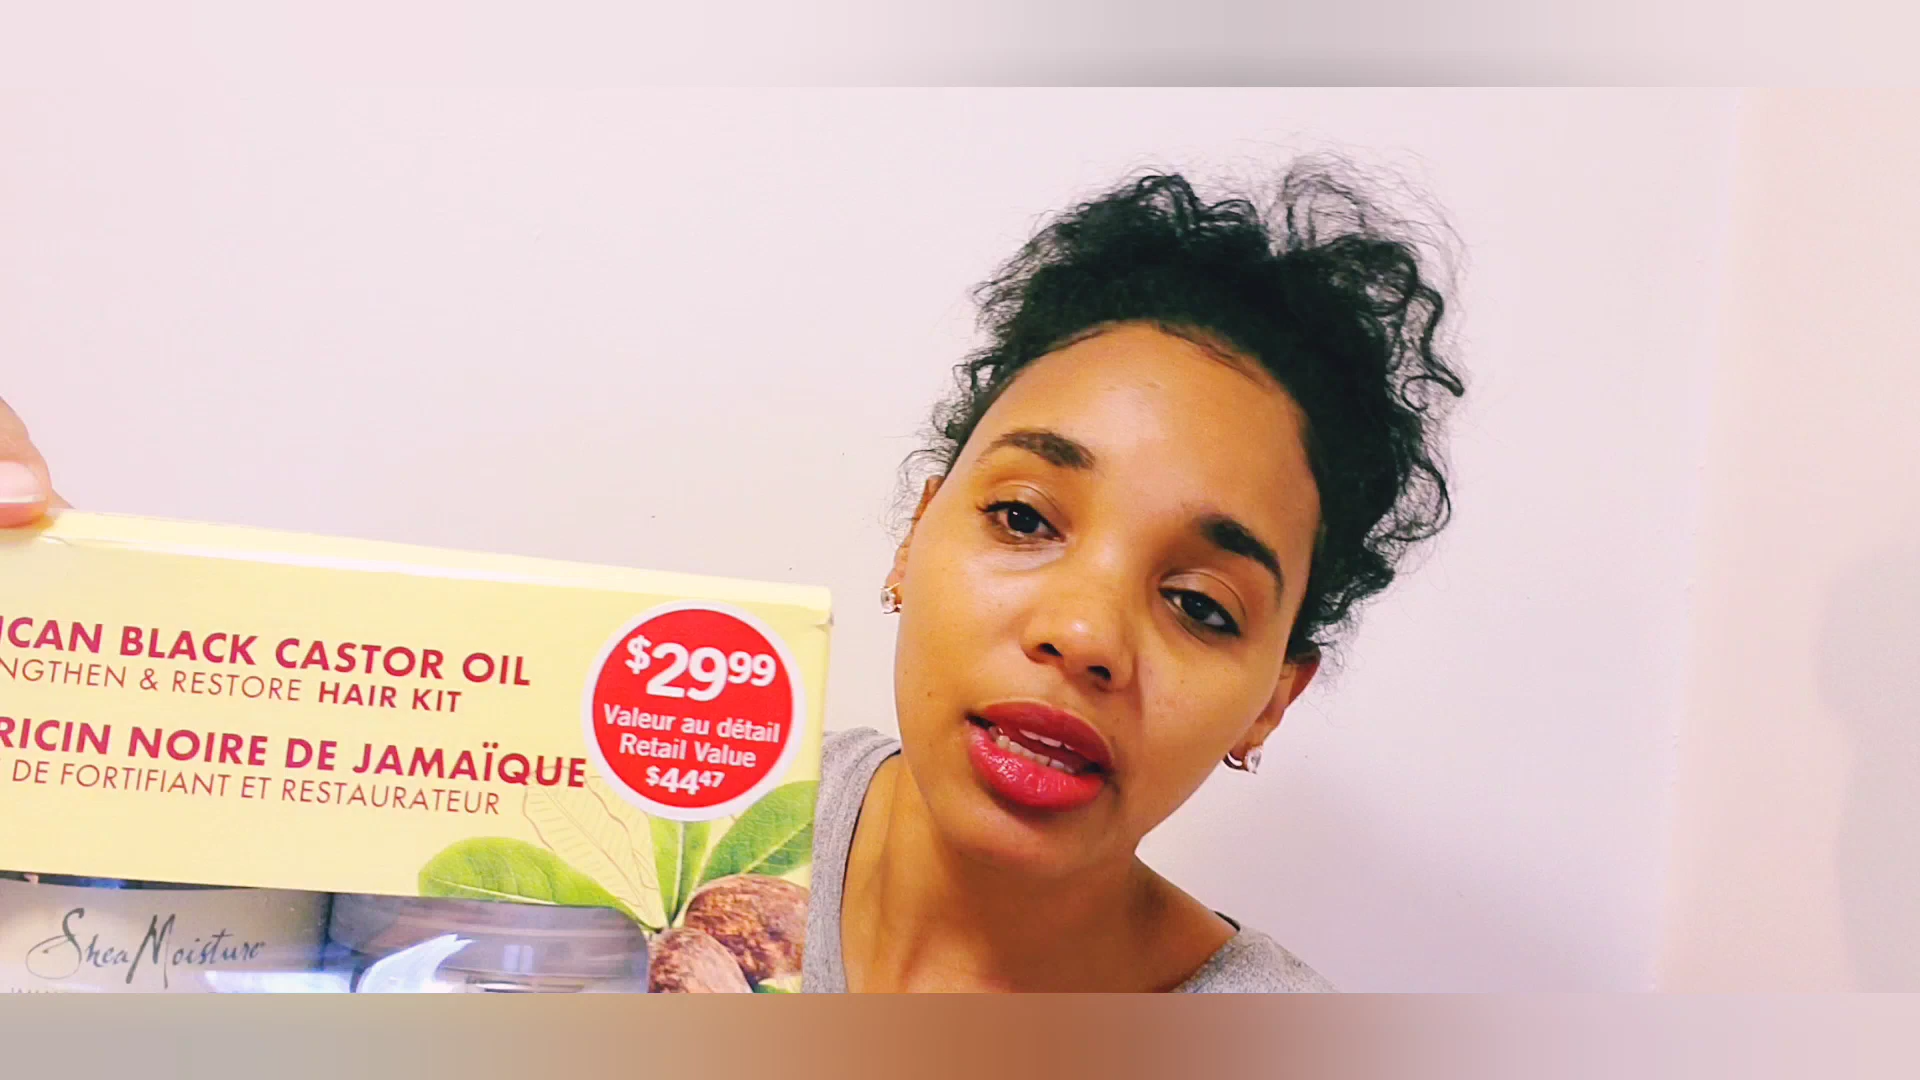 ICAN BLACK CASTOR OIL
NGTHEN & RESTORE HAIR KIT
RICIN NOIRE DE JAMAÏQUE
DE FORTIFIANT ET RESTAURATEUR
$29.99
Valeur au détail
Retail Value
$44.47
SheaMoisture